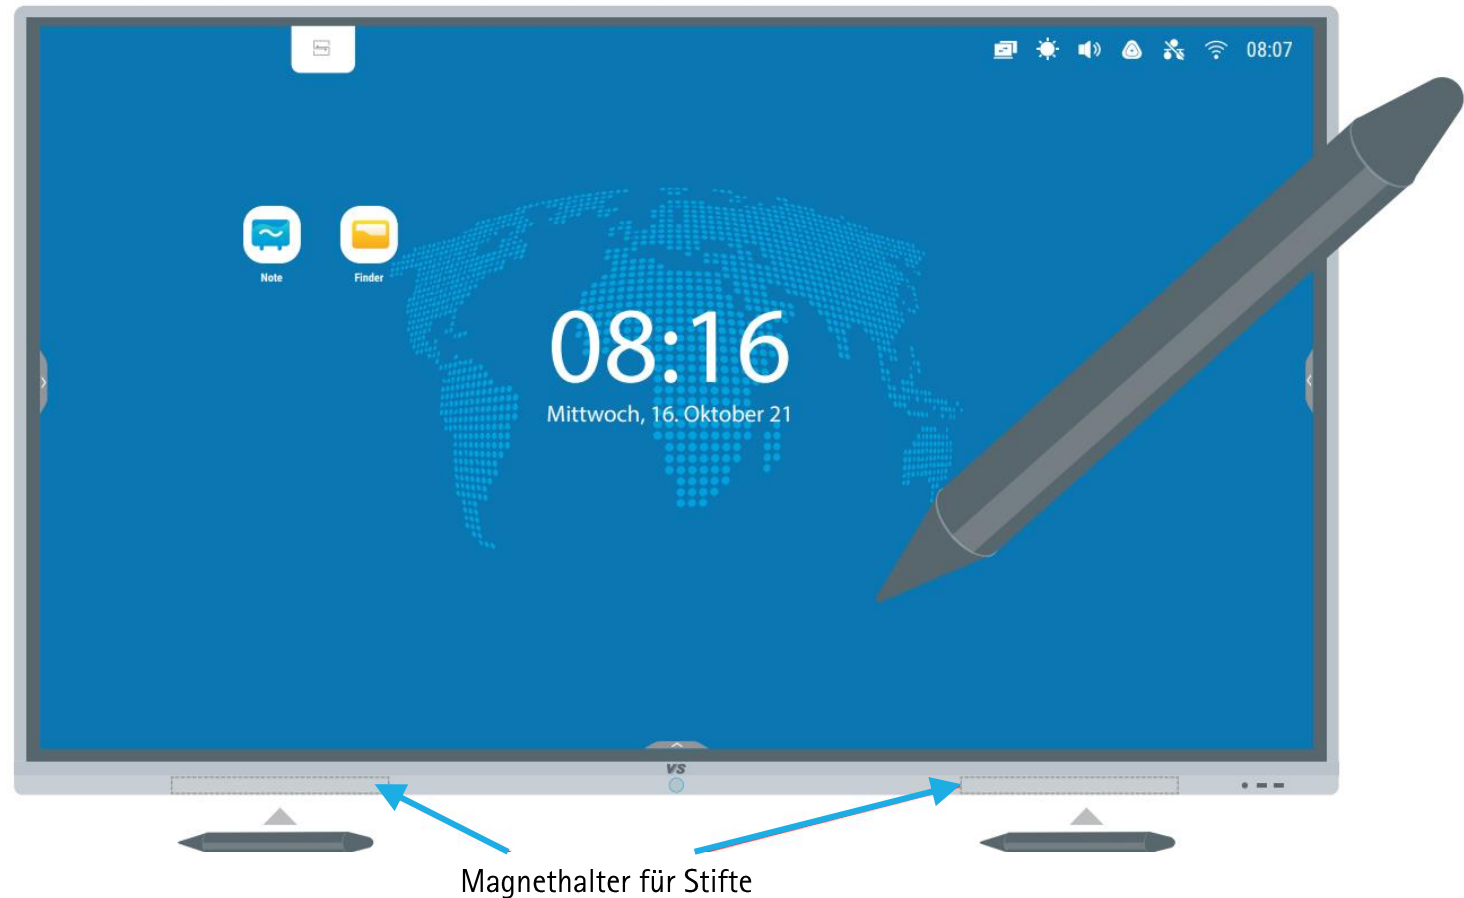 08:07
Note
Finder
08:16
Mittwoch, 16. Oktober 21
VS
Magnethalter für Stifte